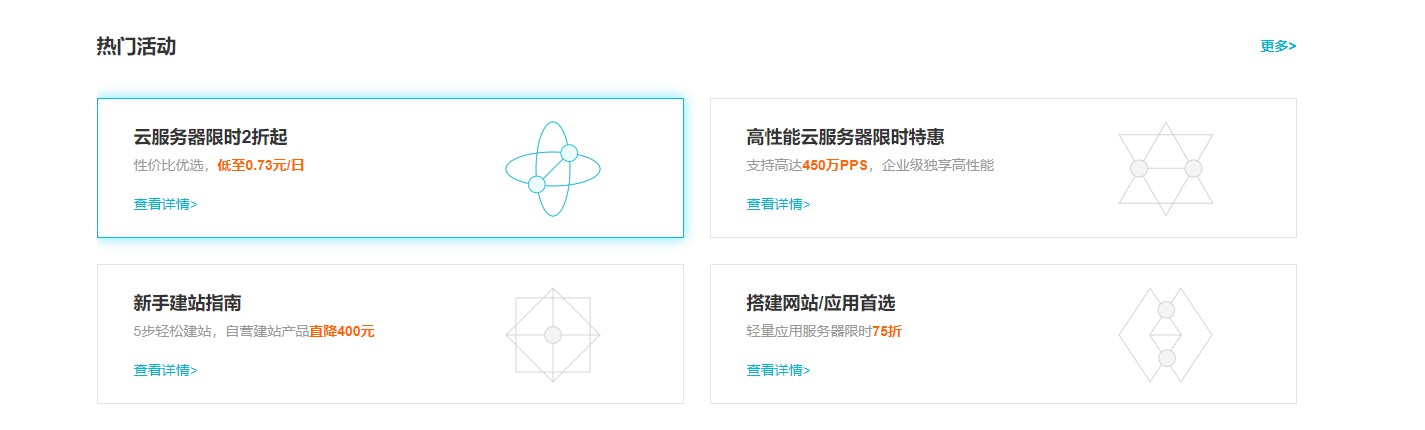 热门活动
更多>
云服务器限时2折起
性价比优选，低至0.73元/日
查看详情>
高性能云服务器限时特惠
支持高达450万PPS，企业级独享高性能
查看详情>
新手建站指南
5步轻松建站，自营建站产品直降400元
查看详情>
搭建网站/应用首选
轻量应用服务器限时75折
查看详情>